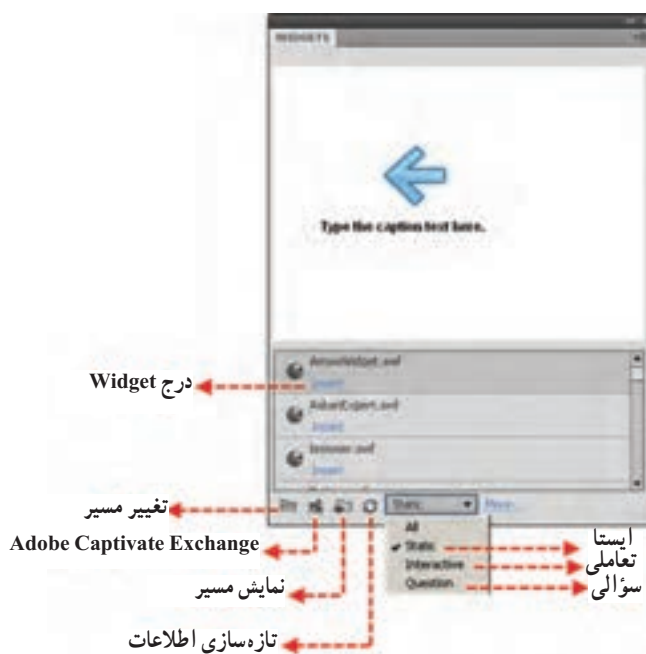 WIDGETS
Type the caption text here.
ArrowWidget.swf
Insert
درج Widget
AskanExpert.swf
Insert
Insert
Static
More...
تغییر مسیر
All
Adobe Captivate Exchange
Static
ایستا
Interactive
تعاملی
Question
سؤالی
نمایش مسیر
تازه‌سازی اطلاعات